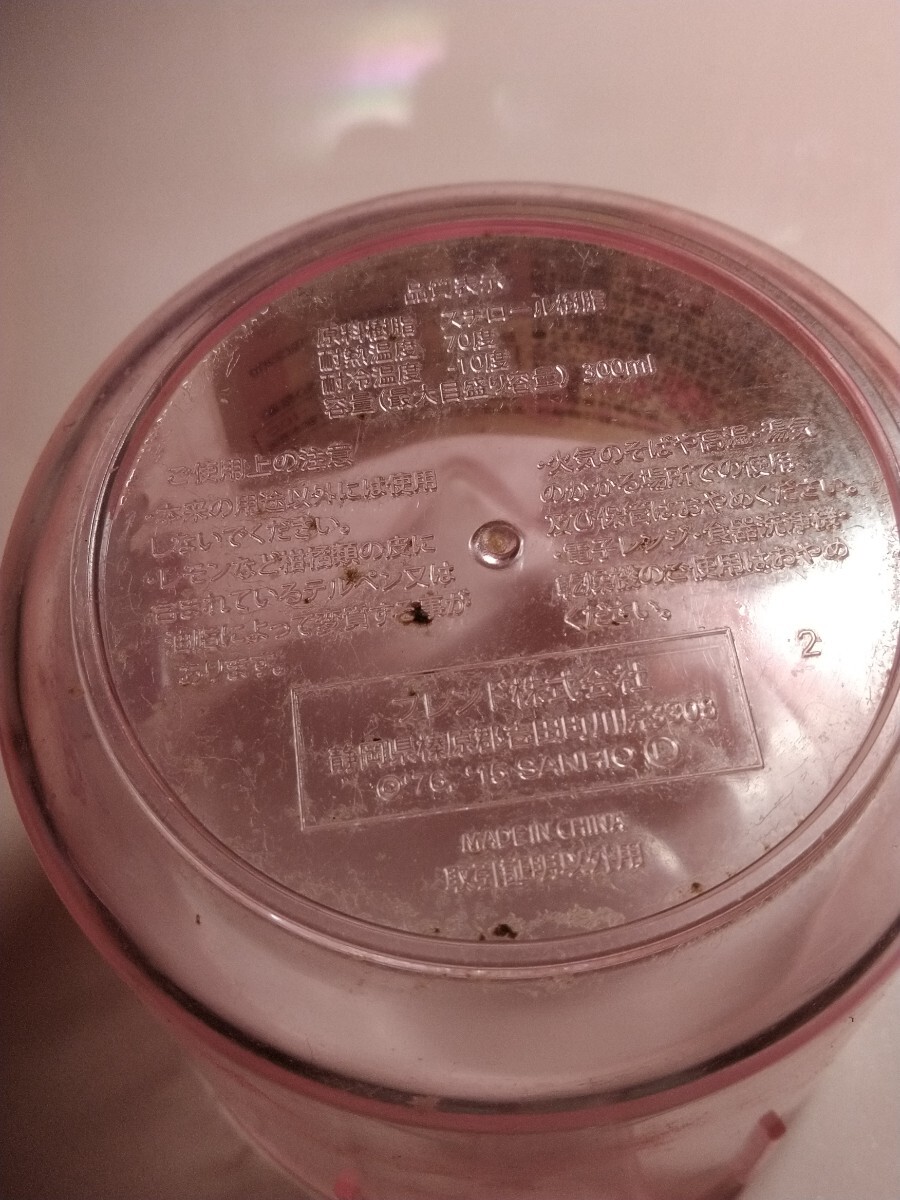 品質表示
原料樹脂 スチロール樹脂
耐熱温度 70度
耐冷温度 -10度
容量(最大目盛り容量) 300ml
ご使用上の注意
・本来の用途以外には使用
しないでください。
・レモンなど柑橘類の皮に
含まれているテルペン又は
油脂によって変質する事が
あります。
・火気のそばや高温・湯気
のかかる場所での使用、
及び保管はおやめください。
・電子レンジ・食器洗浄機・
乾燥機のご使用はおやめ
ください。
2
フレンド株式会社
静岡県榛原郡吉田町川尻3303
©'76, '15 SANRIO Ⓛ
MADE IN CHINA
取引証明以外用